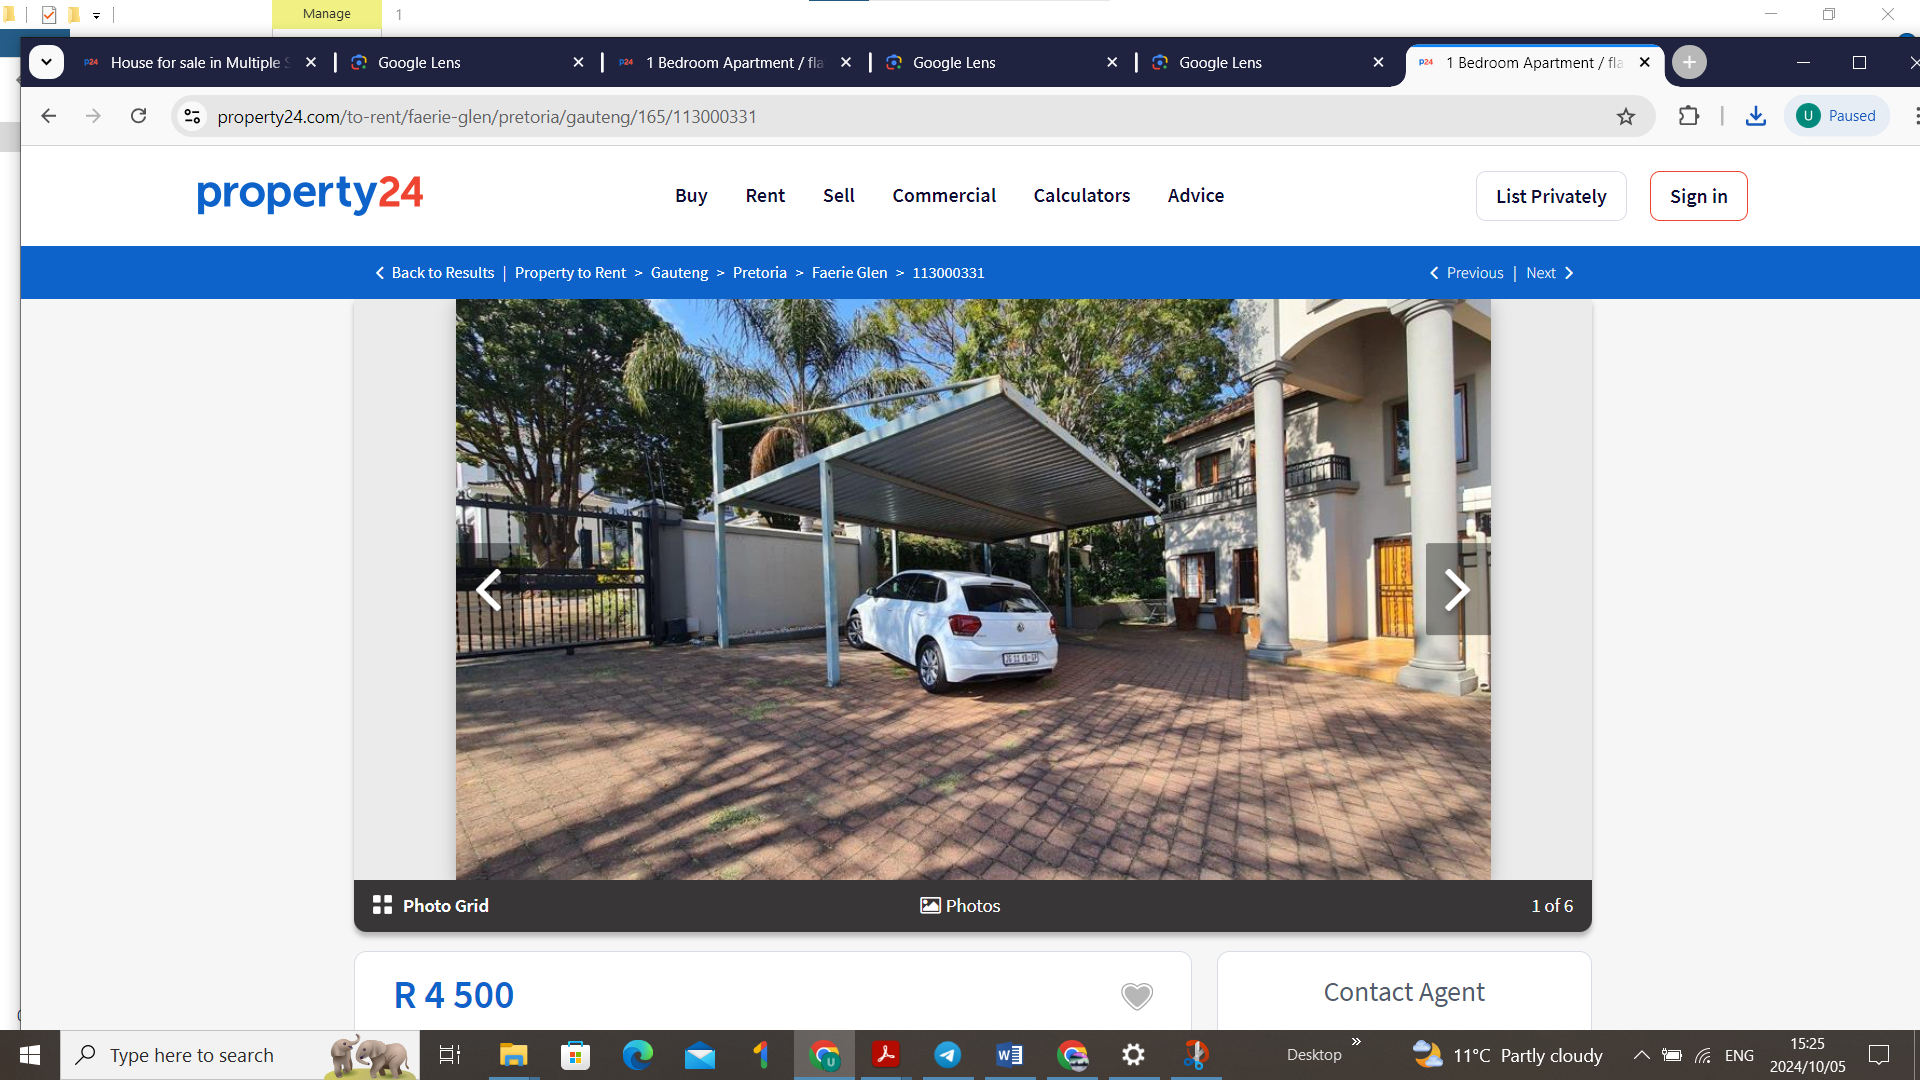 Manage
1
House for sale in Multiple
Google Lens
1 Bedroom Apartment / fla
Google Lens
Google Lens
1 Bedroom Apartment / fla
property24.com/to-rent/faerie-glen/pretoria/gauteng/165/113000331
U Paused
property24
Buy
Rent
Sell
Commercial
Calculators
Advice
List Privately
Sign in
Back to Results | Property to Rent > Gauteng > Pretoria > Faerie Glen > 113000331
Previous | Next
Photo Grid
Photos
1 of 6
R 4 500
Contact Agent
Type here to search
Desktop
11°C Partly cloudy
ENG
15:25
2024/10/05